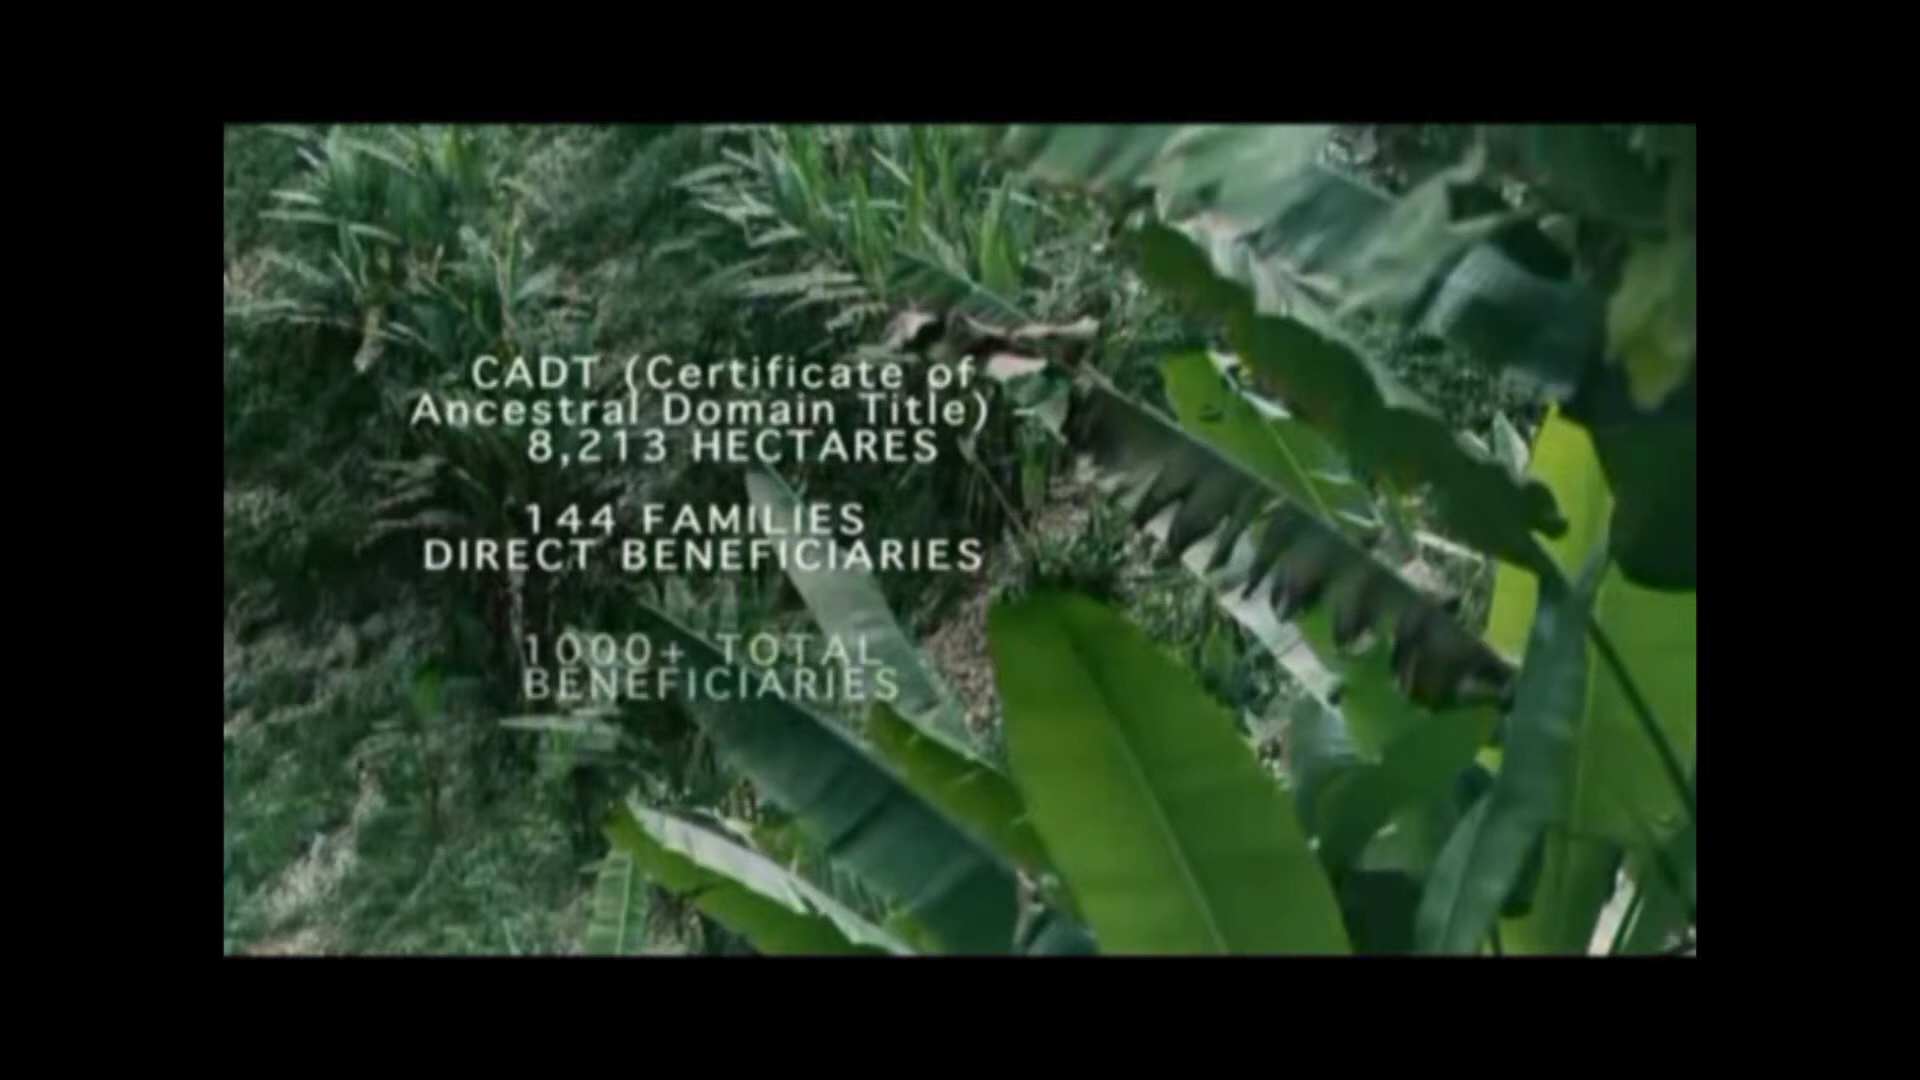 CADT (Certificate of
Ancestral Domain Title)
8,213 HECTARES
144 FAMILIES
DIRECT BENEFICIARIES
1000+ TOTAL
BENEFICIARIES